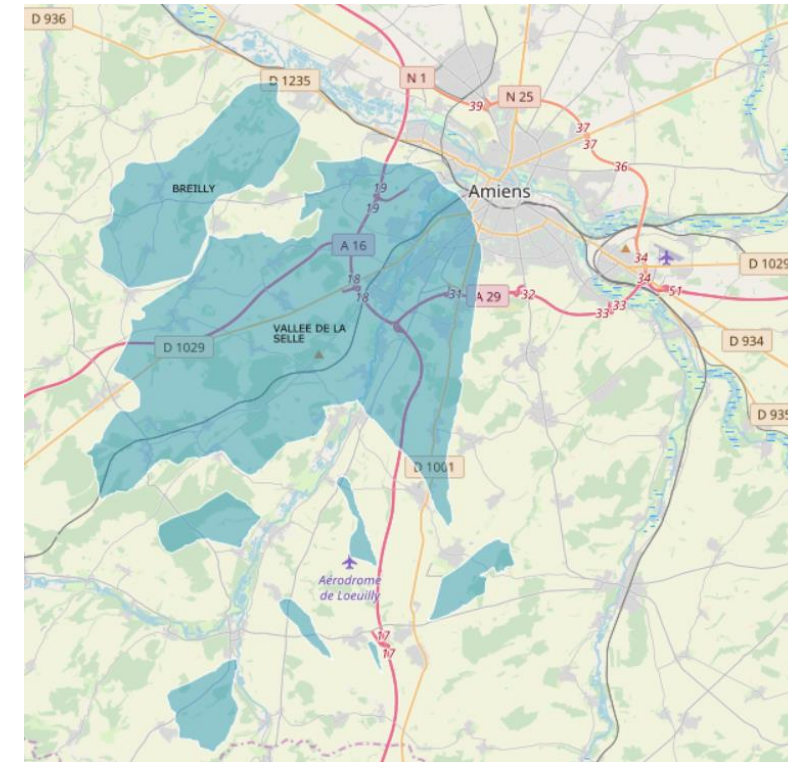 D 936
D 1235
N 1
39
N 25
37
37
36
BREILLY
19
19
Amiens
A 16
34
D 1029
18
18
31
A 29
32
34
51
33
33
VALLEE DE LA
SELLE
D 1029
D 934
D 935
D 1001
Aérodrome
de Loeuilly
17
17